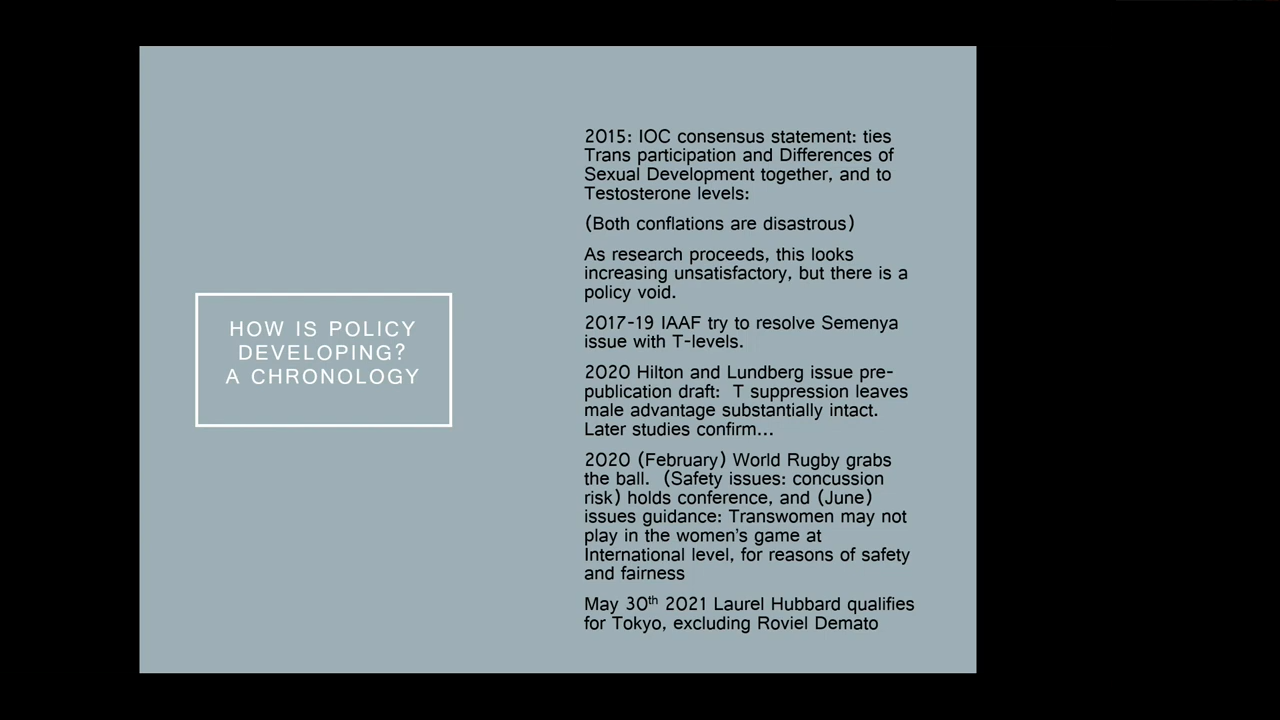 HOW IS POLICY
DEVELOPING?
A CHRONOLOGY
2015: IOC consensus statement: ties
Trans participation and Differences of
Sexual Development together, and to
Testosterone levels:
(Both conflations are disastrous)
As research proceeds, this looks
increasing unsatisfactory, but there is a
policy void.
2017-19 IAAF try to resolve Semenya
issue with T-levels.
2020 Hilton and Lundberg issue pre-
publication draft:  T suppression leaves
male advantage substantially intact.
Later studies confirm...
2020 (February) World Rugby grabs
the ball.  (Safety issues: concussion
risk) holds conference, and (June)
issues guidance: Transwomen may not
play in the women's game at
International level, for reasons of safety
and fairness
May 30th 2021 Laurel Hubbard qualifies
for Tokyo, excluding Roviel Demato